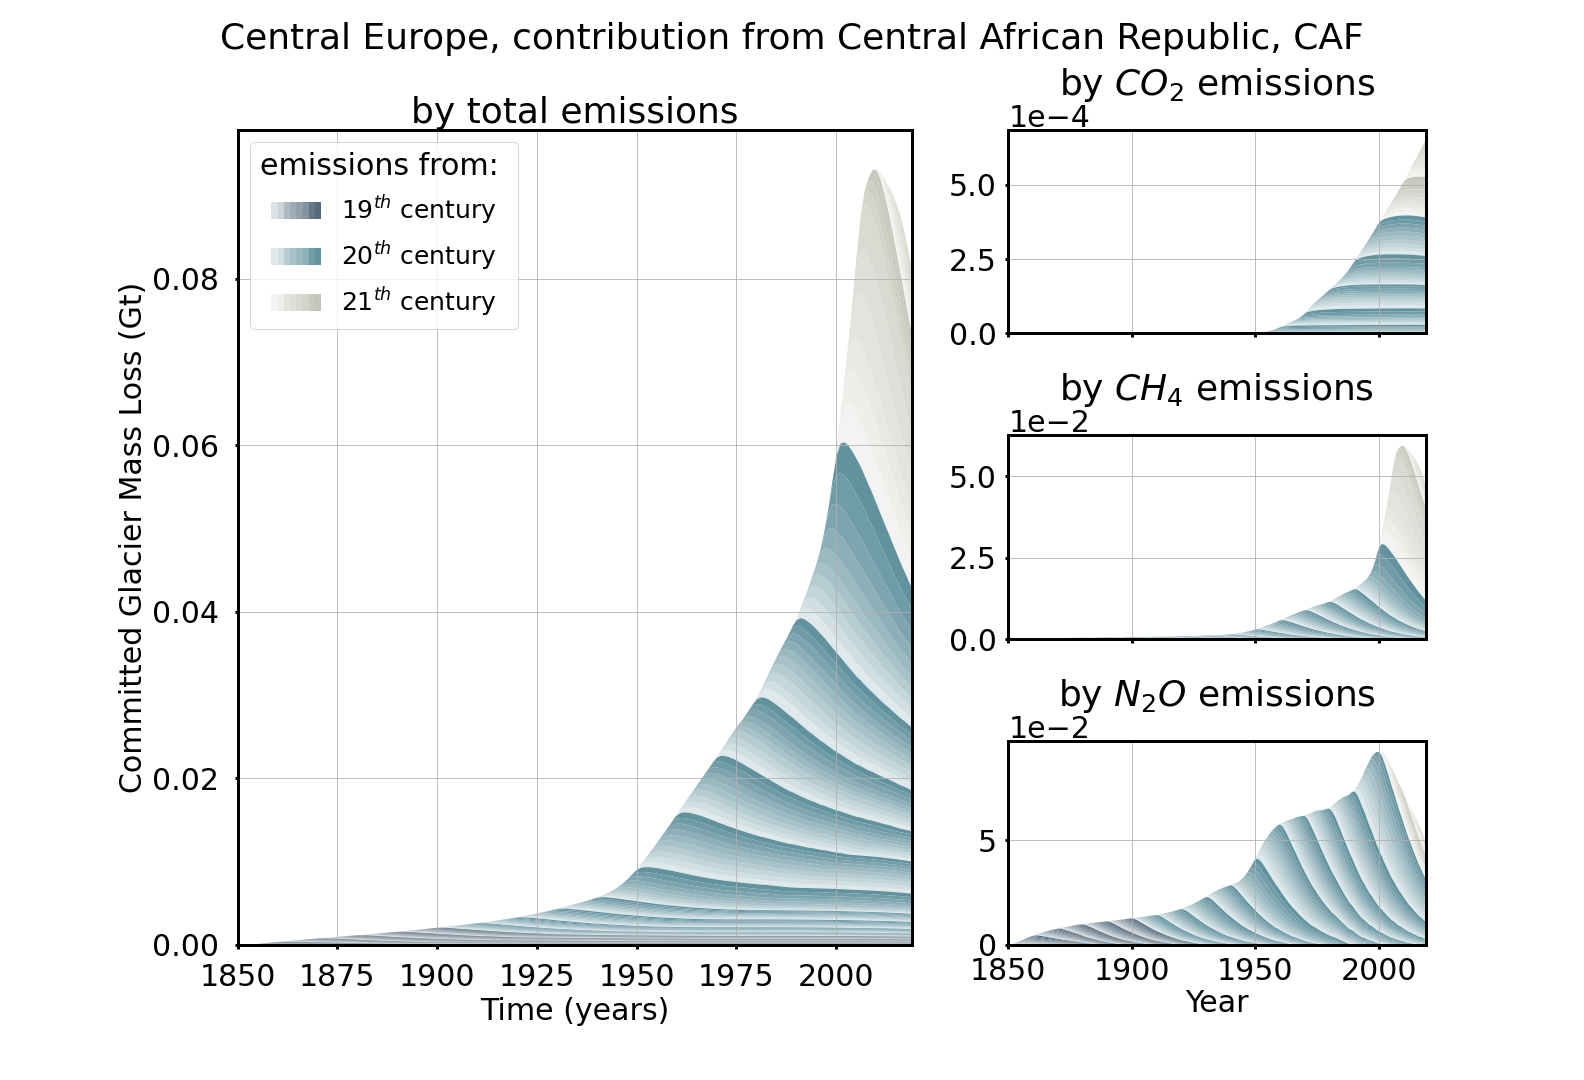 Central Europe, contribution from Central African Republic, CAF
by total emissions
emissions from:
19th century
20th century
21th century
Committed Glacier Mass Loss (Gt)
0.08
0.06
0.04
0.02
0.00
1850 1875 1900 1925 1950 1975 2000
Time (years)
by CO2 emissions
1e−4
5.0
2.5
0.0
by CH4 emissions
1e−2
5.0
2.5
0.0
by N2O emissions
1e−2
5
0
1850 1900 1950 2000
Year